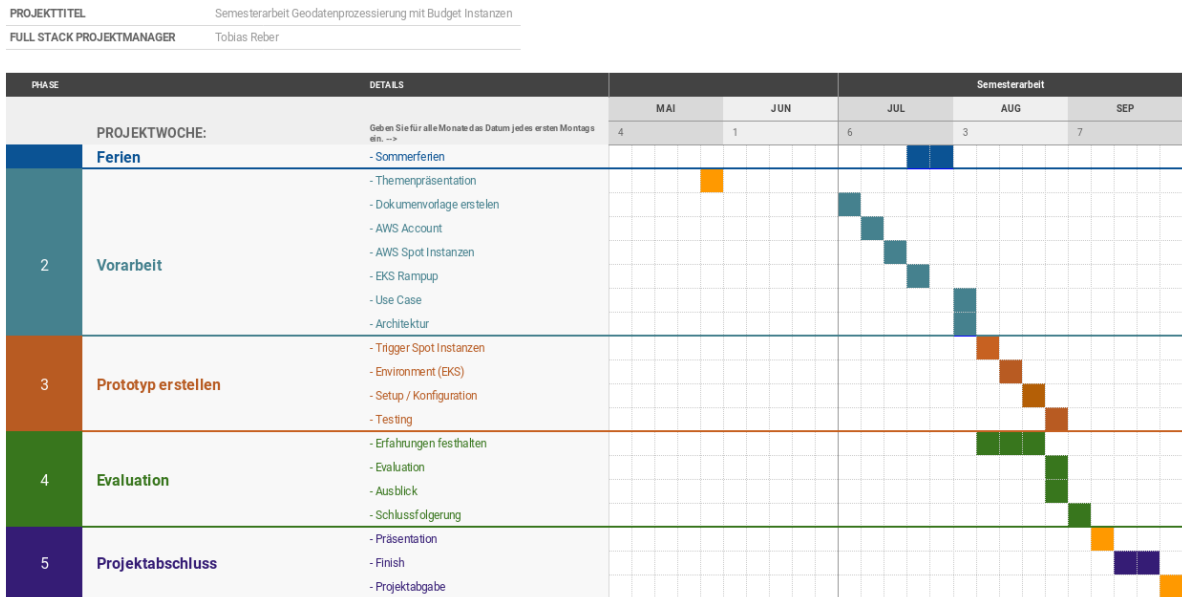 PROJEKTTITEL Semesterarbeit Geodatenprozessierung mit Budget Instanzen
FULL STACK PROJEKTMANAGER Tobias Reber
PHASE DETAILS Semesterarbeit
MAI JUN JUL AUG SEP
PROJEKTWOCHE: Geben Sie für alle Monate das Datum jedes ersten Montags
ein. --> 4 1 6 3 7
Ferien - Sommerferien
- Themenpräsentation
- Dokumenvorlage erstelen
- AWS Account
- AWS Spot Instanzen
2 Vorarbeit
- EKS Rampup
- Use Case
- Architektur
- Trigger Spot Instanzen
- Environment (EKS)
3 Prototyp erstellen
- Setup / Konfiguration
- Testing
- Erfahrungen festhalten
- Evaluation
4 Evaluation
- Ausblick
- Schlussfolgerung
- Präsentation
5 Projektabschluss - Finish
- Projektabgabe